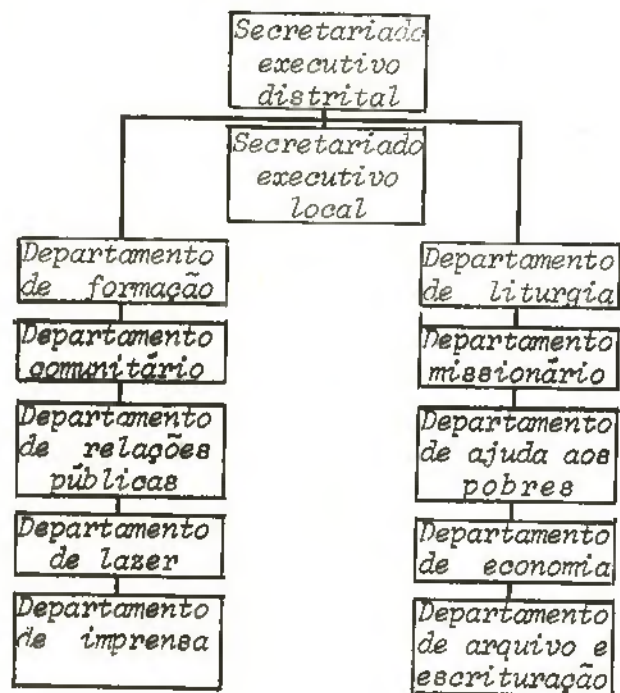 Secretariado
executivo
distrital
Secretariado
executivo
local
Departamento
de formação
Departamento
comunitário
Departamento
de relações
públicas
Departamento
de lazer
Departamento
de imprensa
Departamento
de liturgia
Departamento
missionário
Departamento
de ajuda aos
pobres
Departamento
de economia
Departamento
de arquivo e
escrituração